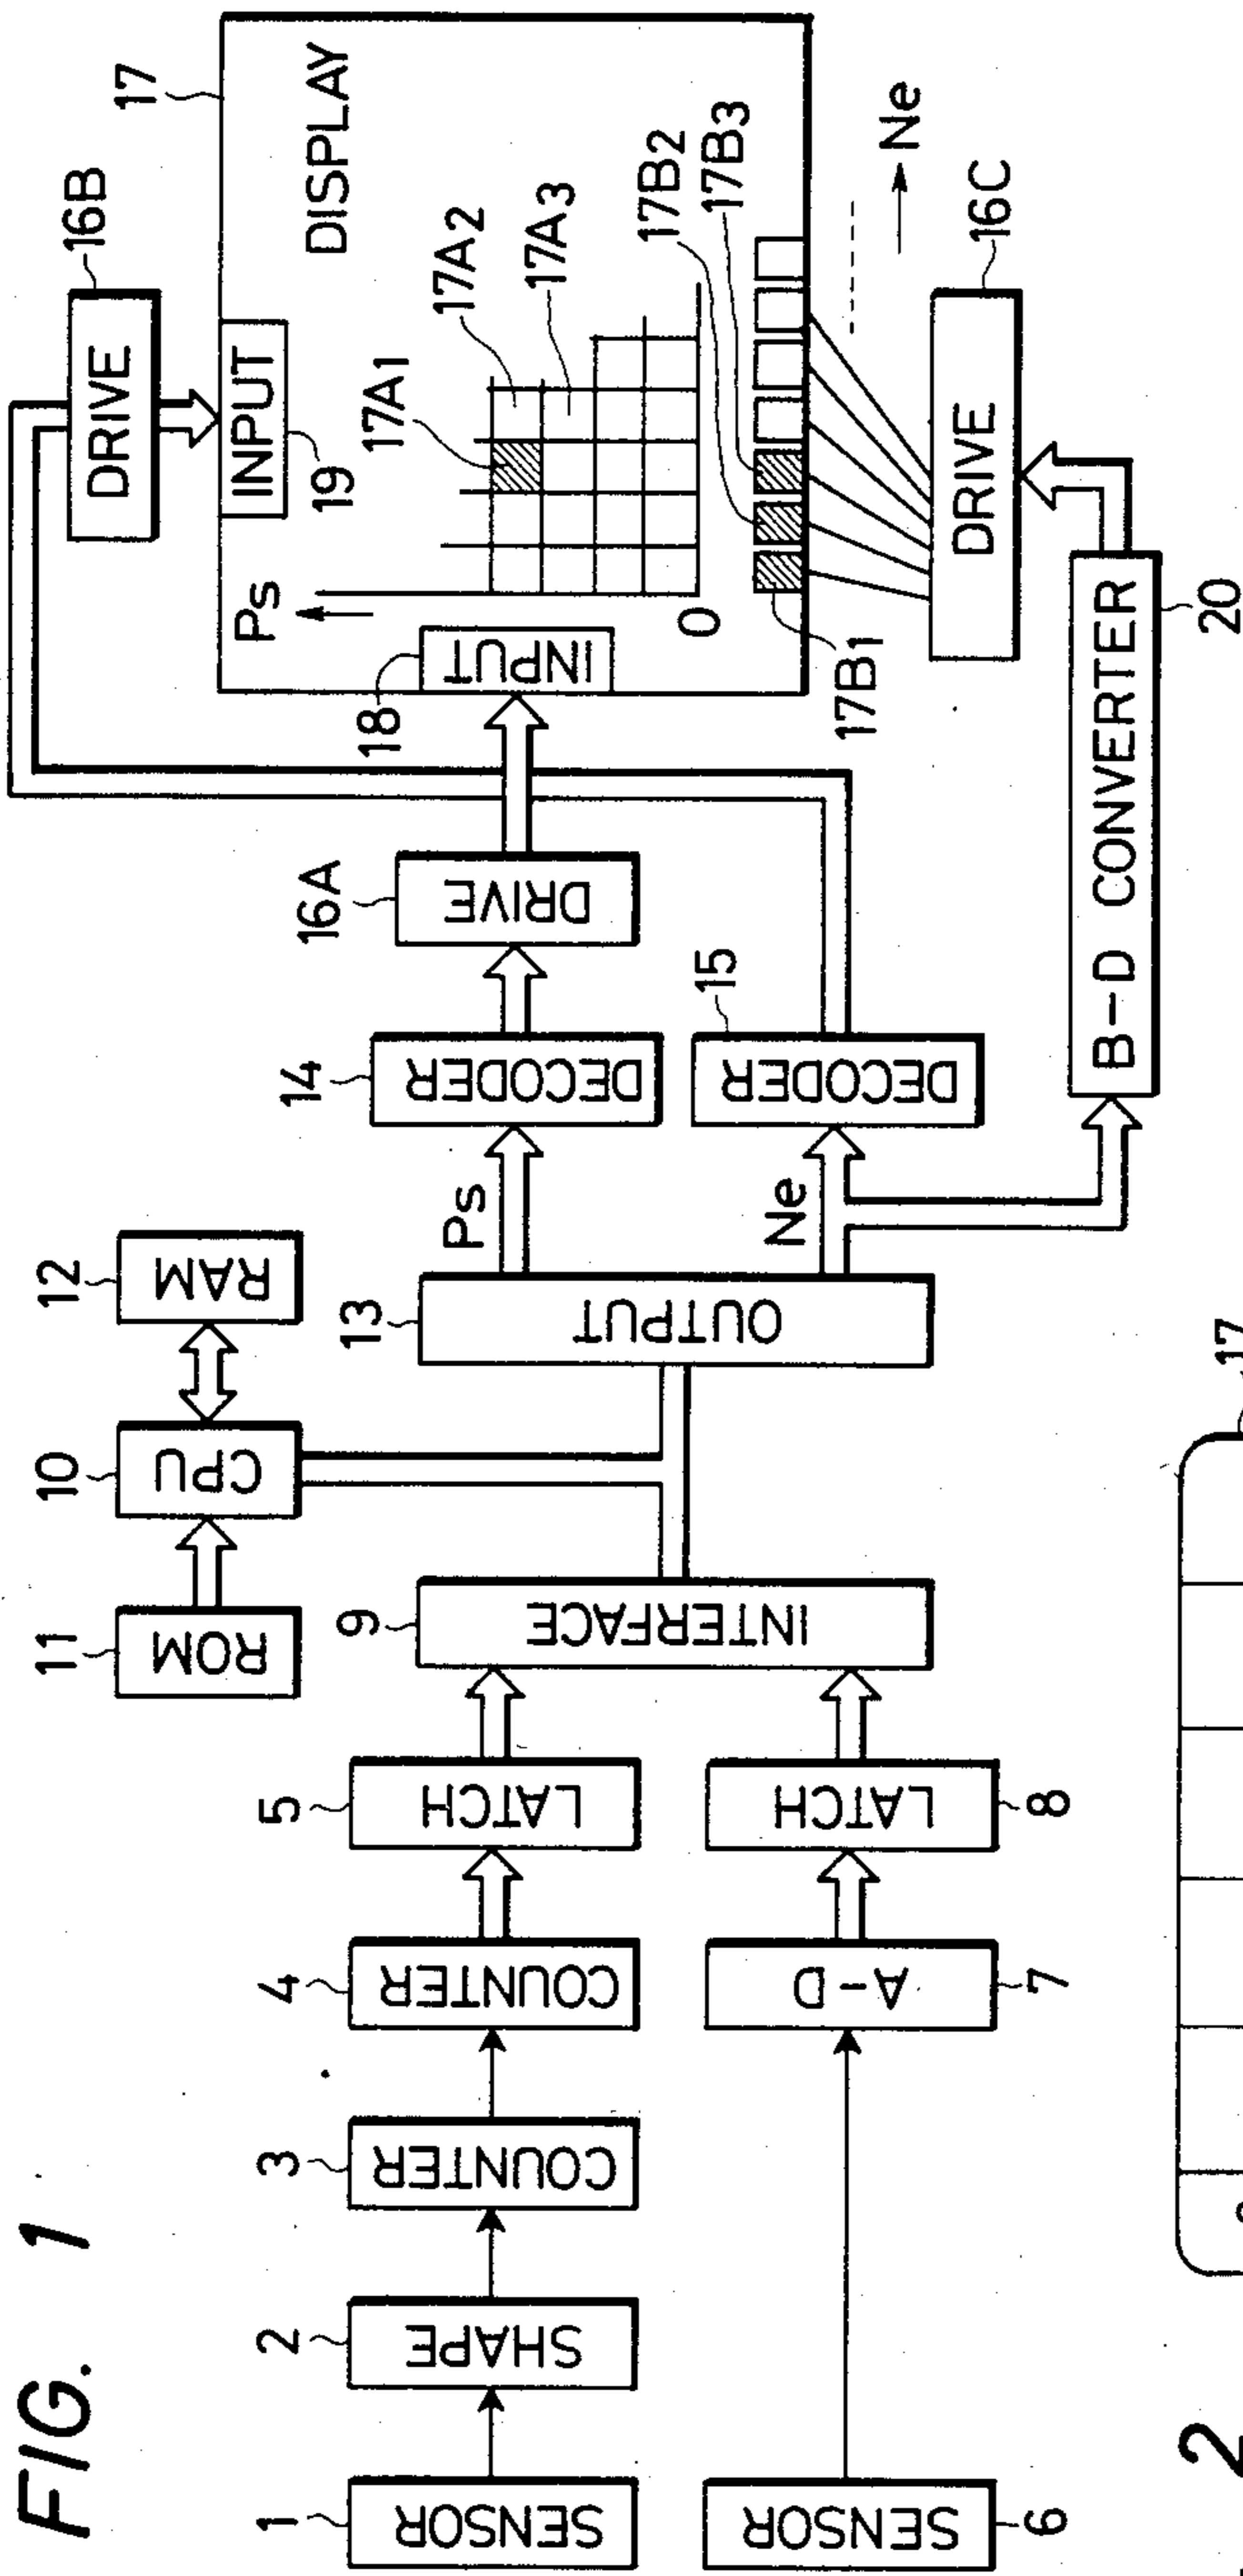 FIG. 1
1
SENSOR
2
SHAPE
3
COUNTER
4
COUNTER
5
LATCH
6
SENSOR
7
A-D
8
LATCH
9
INTERFACE
11
ROM
10
CPU
12
RAM
13
OUTPUT
Ps
Ne
14
DECODER
15
DECODER
16A
DRIVE
16B
DRIVE
17
DISPLAY
INPUT
19
18
INPUT
Ps
17A1
17A2
17A3
0
17B1
17B2
17B3
Ne
DRIVE
16C
B-D CONVERTER
20
2
17